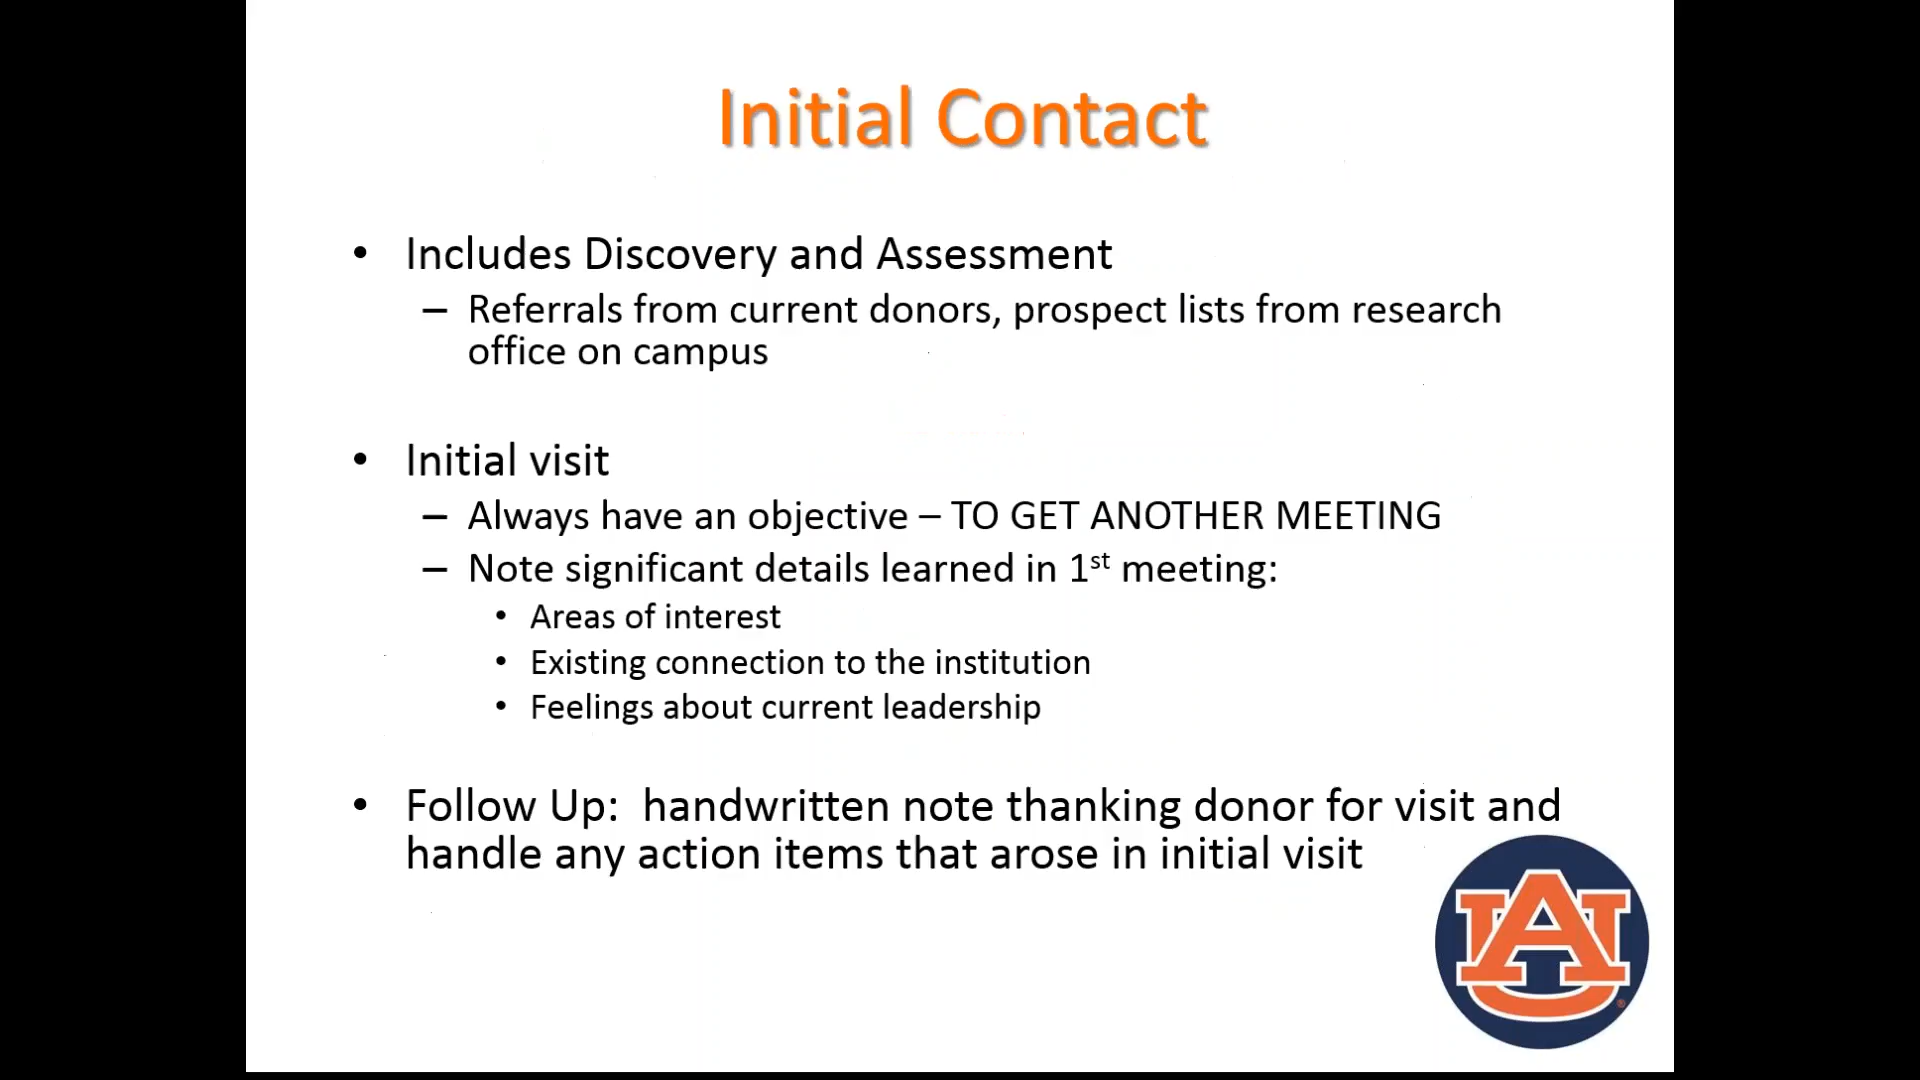 Initial Contact
• Includes Discovery and Assessment
– Referrals from current donors, prospect lists from research
office on campus
• Initial visit
– Always have an objective – TO GET ANOTHER MEETING
– Note significant details learned in 1st meeting:
• Areas of interest
• Existing connection to the institution
• Feelings about current leadership
• Follow Up:  handwritten note thanking donor for visit and
handle any action items that arose in initial visit
AU
®